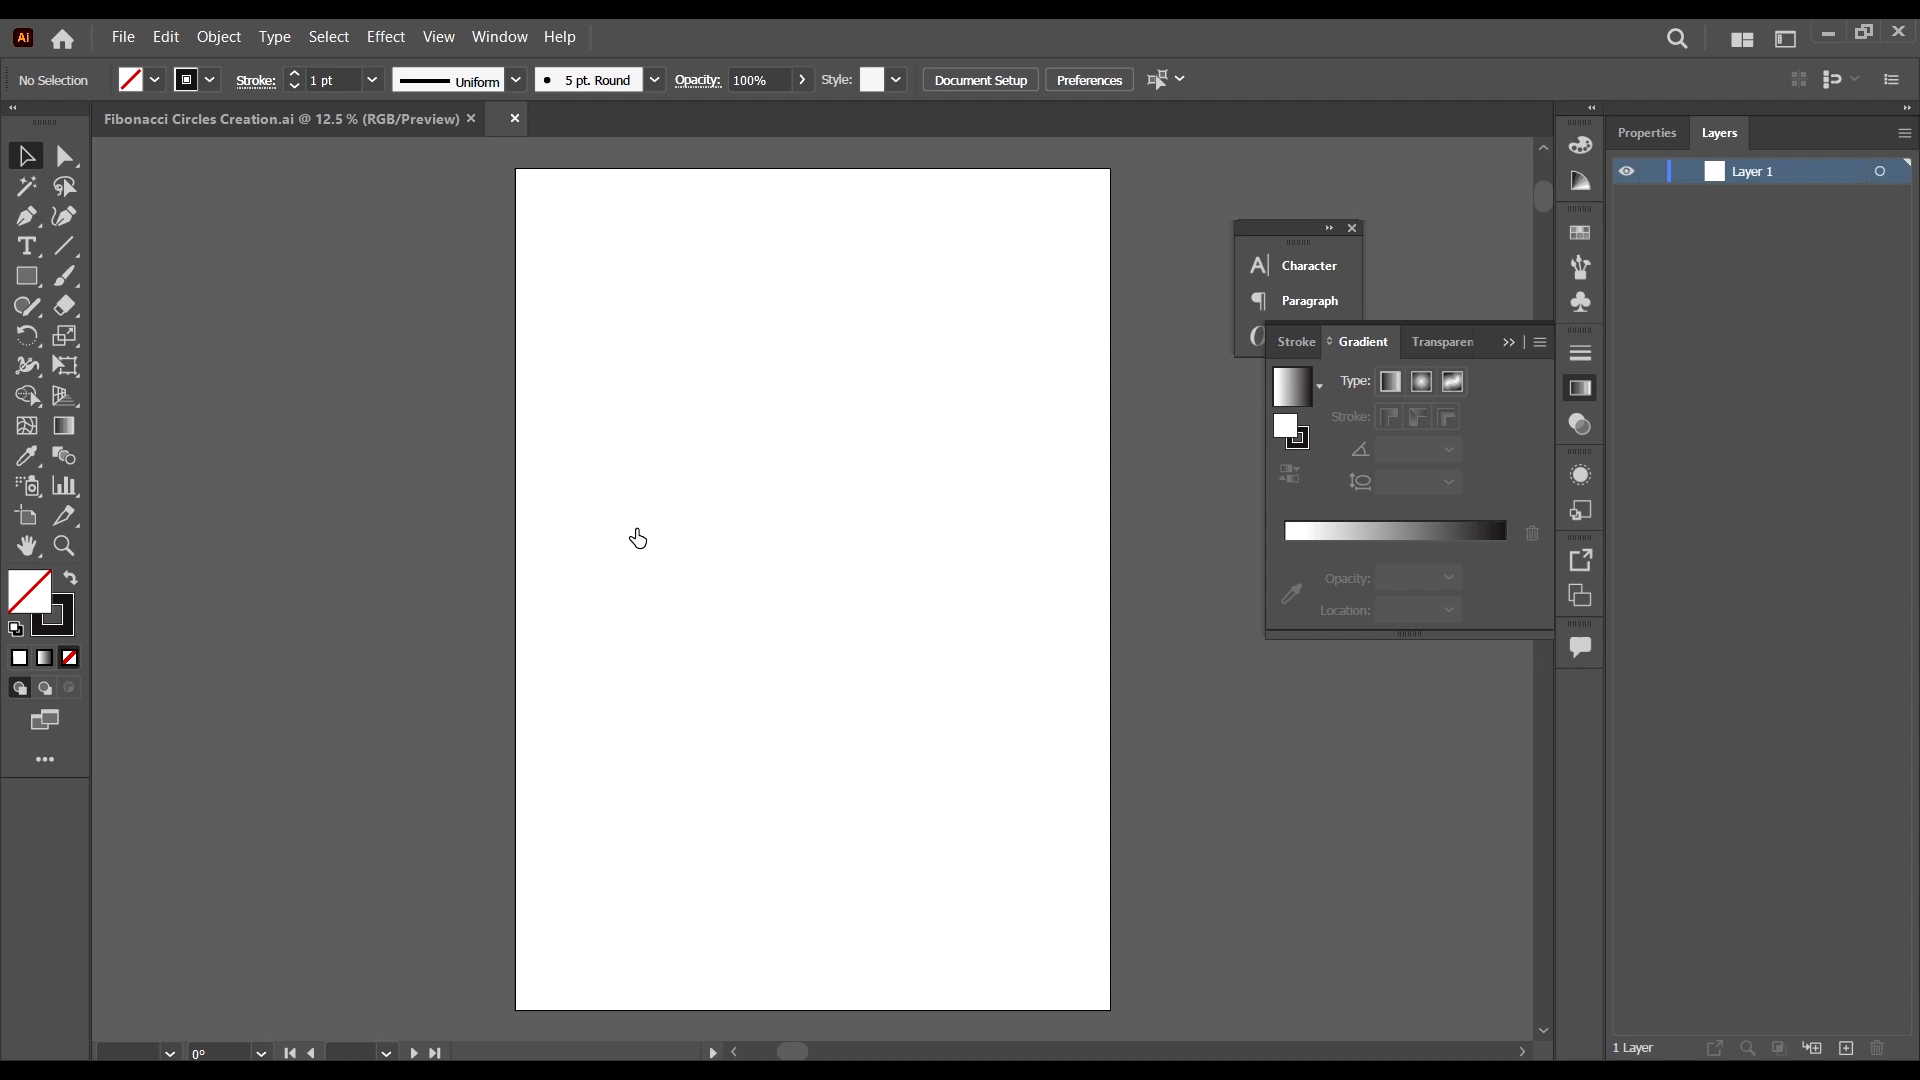 Ai
File Edit Object Type Select Effect View Window Help
No Selection
Stroke: 1 pt
Uniform
5 pt. Round
Opacity: 100%
Style:
Document Setup
Preferences
Fibonacci Circles Creation.ai @ 12.5 % (RGB/Preview)
Properties Layers
Layer 1
Character
Paragraph
Stroke Gradient Transparen
Type:
Stroke:
Opacity:
Location:
0°
1 Layer